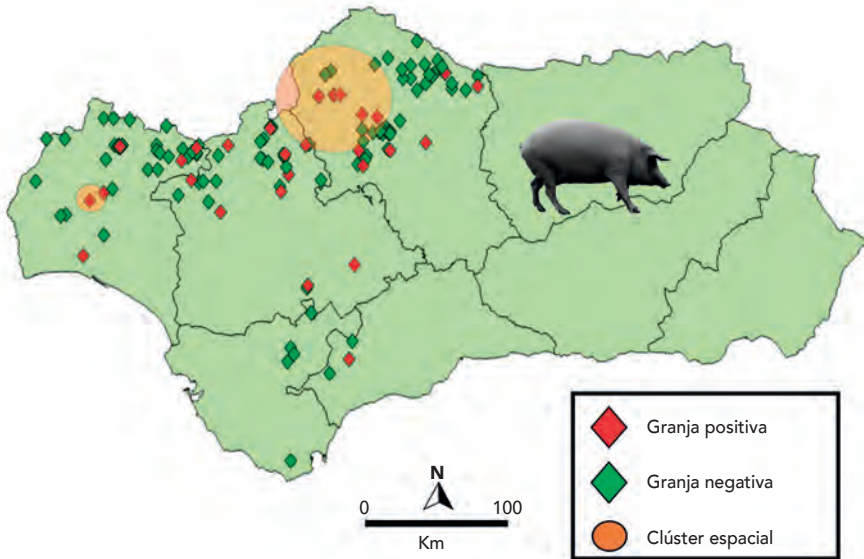 N
0 100
Km
Granja positiva
Granja negativa
Clúster espacial